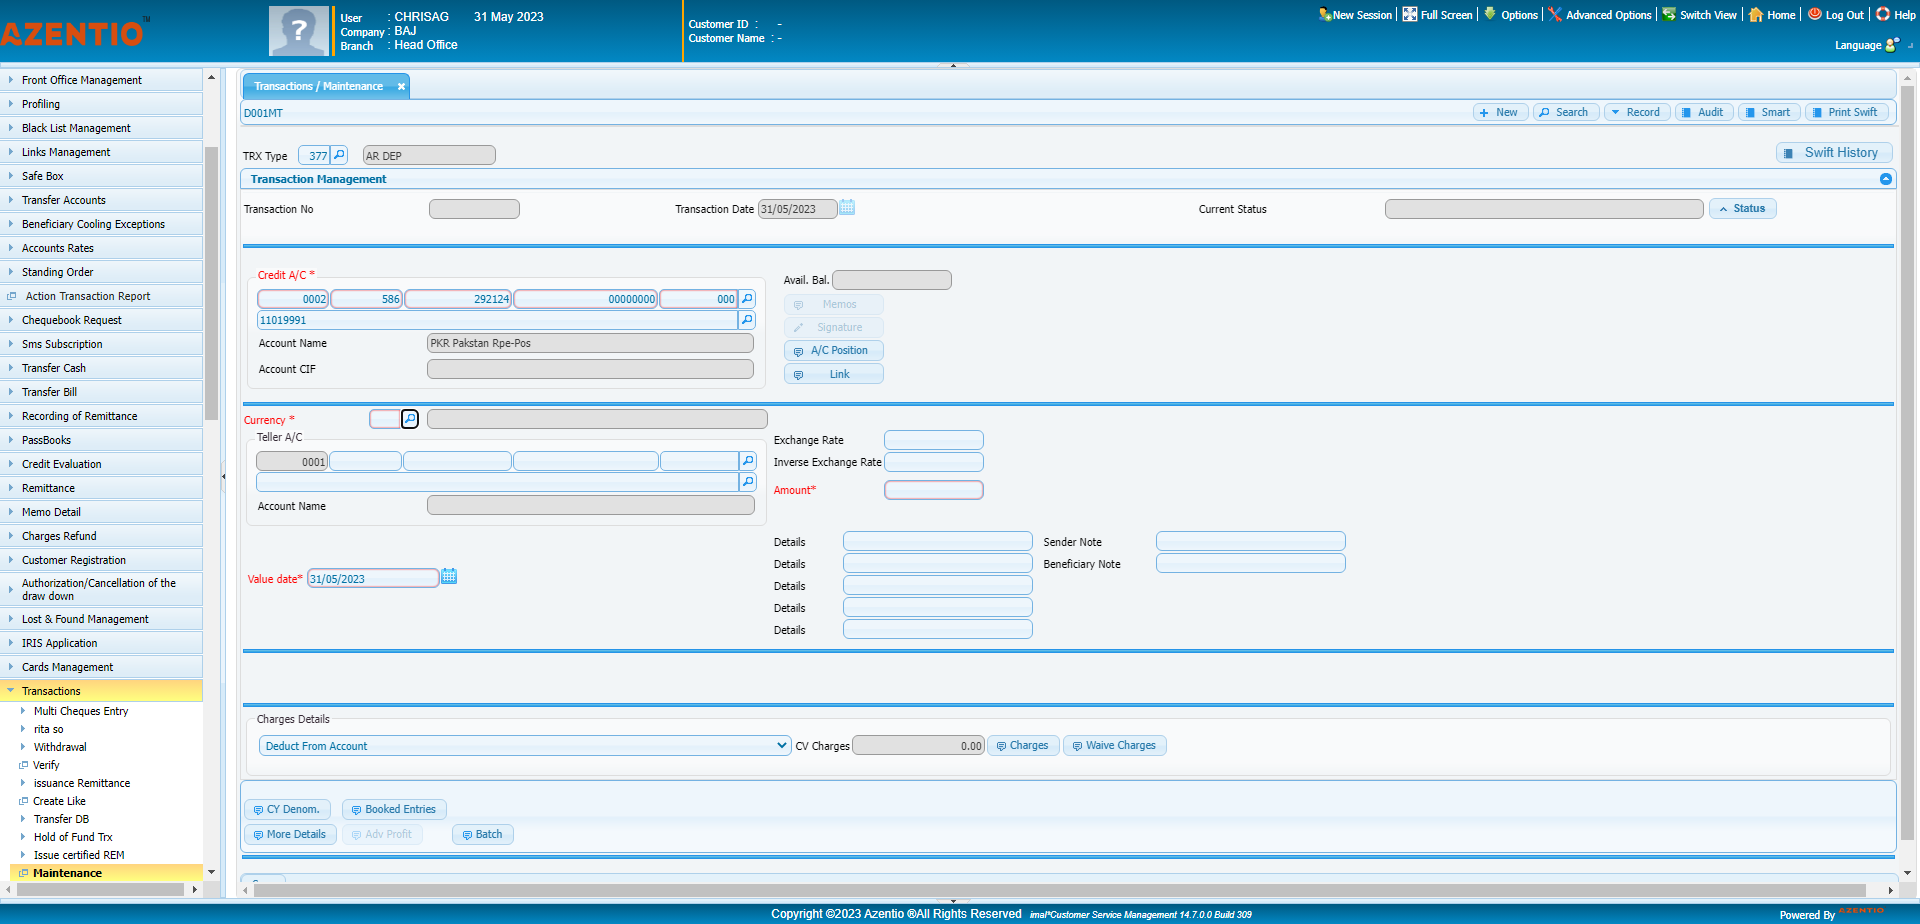 AZENTIO™
User : CHRISAG 31 May 2023
Company : BAJ
Branch : Head Office
Customer ID : -
Customer Name : -
New Session | Full Screen | Options | Advanced Options | Switch View | Home | Log Out | Help
Language
Front Office Management
Profiling
Black List Management
Links Management
Safe Box
Transfer Accounts
Beneficiary Cooling Exceptions
Accounts Rates
Standing Order
Action Transaction Report
Chequebook Request
Sms Subscription
Transfer Cash
Transfer Bill
Recording of Remittance
PassBooks
Credit Evaluation
Remittance
Memo Detail
Charges Refund
Customer Registration
Authorization/Cancellation of the
draw down
Lost & Found Management
IRIS Application
Cards Management
Transactions
Multi Cheques Entry
rita so
Withdrawal
Verify
issuance Remittance
Create Like
Transfer DB
Hold of Fund Trx
Issue certified REM
Maintenance
Transactions / Maintenance
D001MT
New Search Record Audit Smart Print Swift
TRX Type 377 AR DEP
Swift History
Transaction Management
Transaction No Transaction Date 31/05/2023 Current Status Status
Credit A/C *
0002 586 292124 00000000 000
11019991
Account Name PKR Pakstan Rpe-Pos
Account CIF
Avail. Bal.
Memos
Signature
A/C Position
Link
Currency *
Teller A/C
0001
Account Name
Exchange Rate
Inverse Exchange Rate
Amount*
Value date* 31/05/2023
Details Sender Note
Details Beneficiary Note
Details
Details
Details
Charges Details
Deduct From Account CV Charges 0.00 Charges Waive Charges
CY Denom. Booked Entries
More Details Adv Profit Batch
Copyright ©2023 Azentio ®All Rights Reserved imal*Customer Service Management 14.7.0.0 Build 309
Powered By AZENTIO